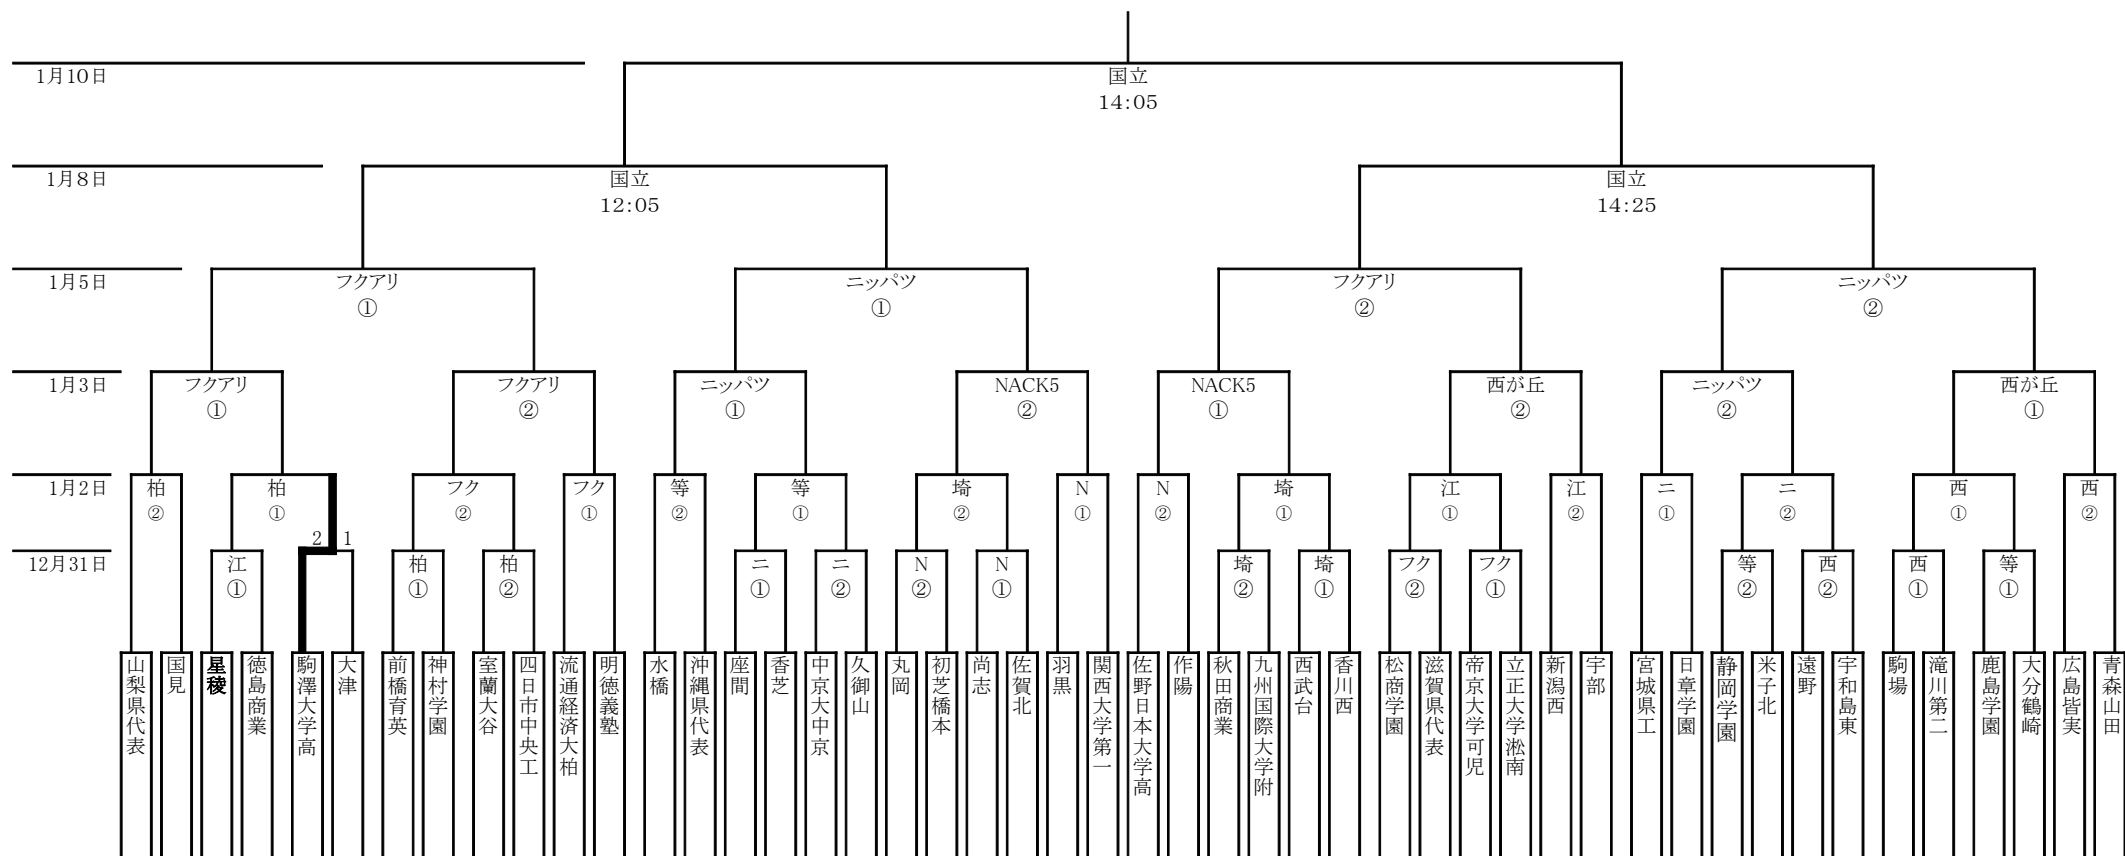 1月10日
国立
14:05
1月8日
国立
12:05
国立
14:25
1月5日
フクアリ
①
ニッパツ
①
フクアリ
②
ニッパツ
②
1月3日
フクアリ
①
フクアリ
②
ニッパツ
①
NACK5
②
NACK5
①
西が丘
②
ニッパツ
②
西が丘
①
1月2日
柏
②
柏
①
フク
②
フク
①
等
②
等
①
埼
②
N
①
N
②
埼
①
江
①
江
②
ニ
①
ニ
②
西
①
西
②
2 1
12月31日
江
①
柏
①
柏
②
ニ
①
ニ
②
N
②
N
①
埼
②
埼
①
フク
②
フク
①
等
②
西
②
西
①
等
①
山梨県代表
国見
星稜
徳島商業
駒澤大学高
大津
前橋育英
神村学園
室蘭大谷
四日市中央工
流通経済大柏
明徳義塾
水橋
沖縄県代表
座間
香芝
中京大中京
久御山
丸岡
初芝橋本
尚志
佐賀北
羽黒
関西大学第一
佐野日本大学高
作陽
秋田商業
九州国際大学附
西武台
香川西
松商学園
滋賀県代表
帝京大学可児
立正大学淞南
新潟西
宇部
宮城県工
日章学園
静岡学園
米子北
遠野
宇和島東
駒場
滝川第二
鹿島学園
大分鶴崎
広島皆実
青森山田